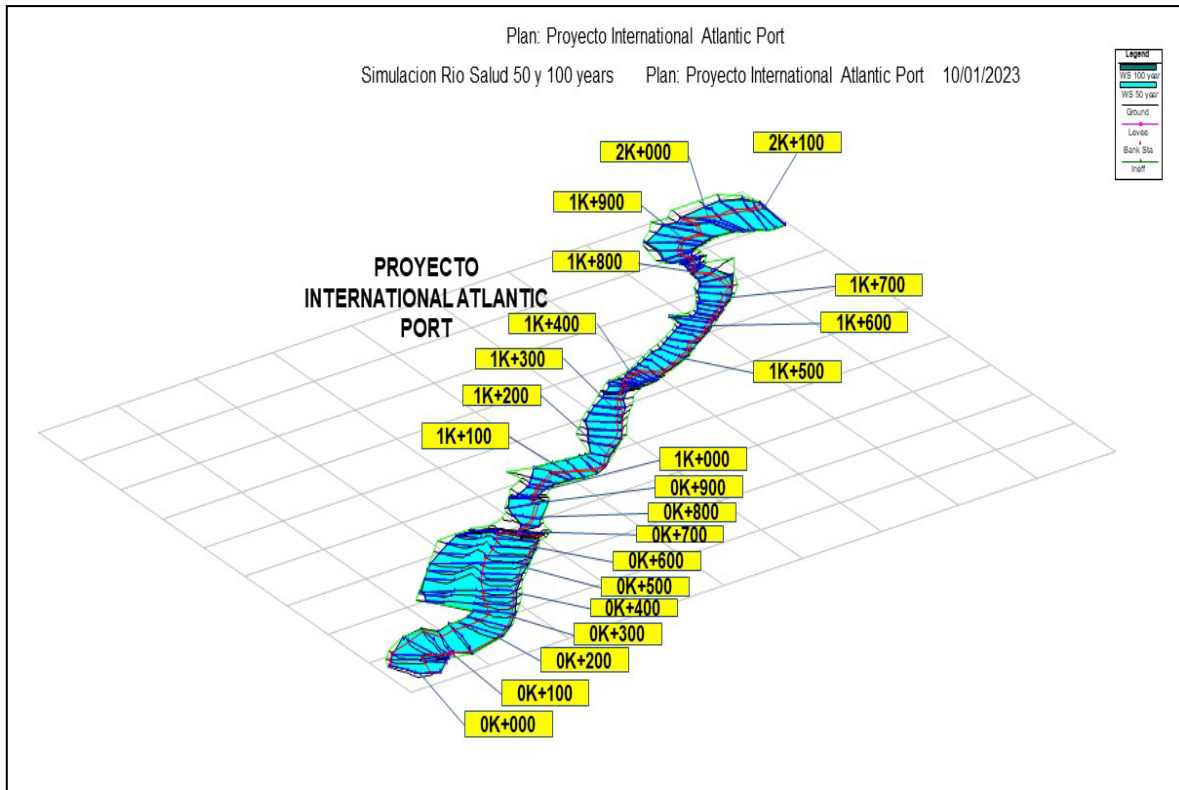 Plan: Proyecto International Atlantic Port
Simulacion Rio Salud 50 y 100 years Plan: Proyecto International Atlantic Port 10/01/2023
Legend
WS 100 year
WS 50 year
Ground
Levee
Bank Sta
Ineff
2K+100
2K+000
1K+900
1K+800
PROYECTO
INTERNATIONAL ATLANTIC
PORT
1K+700
1K+600
1K+400
1K+300
1K+500
1K+200
1K+100
1K+000
0K+900
0K+800
0K+700
0K+600
0K+500
0K+400
0K+300
0K+200
0K+100
0K+000